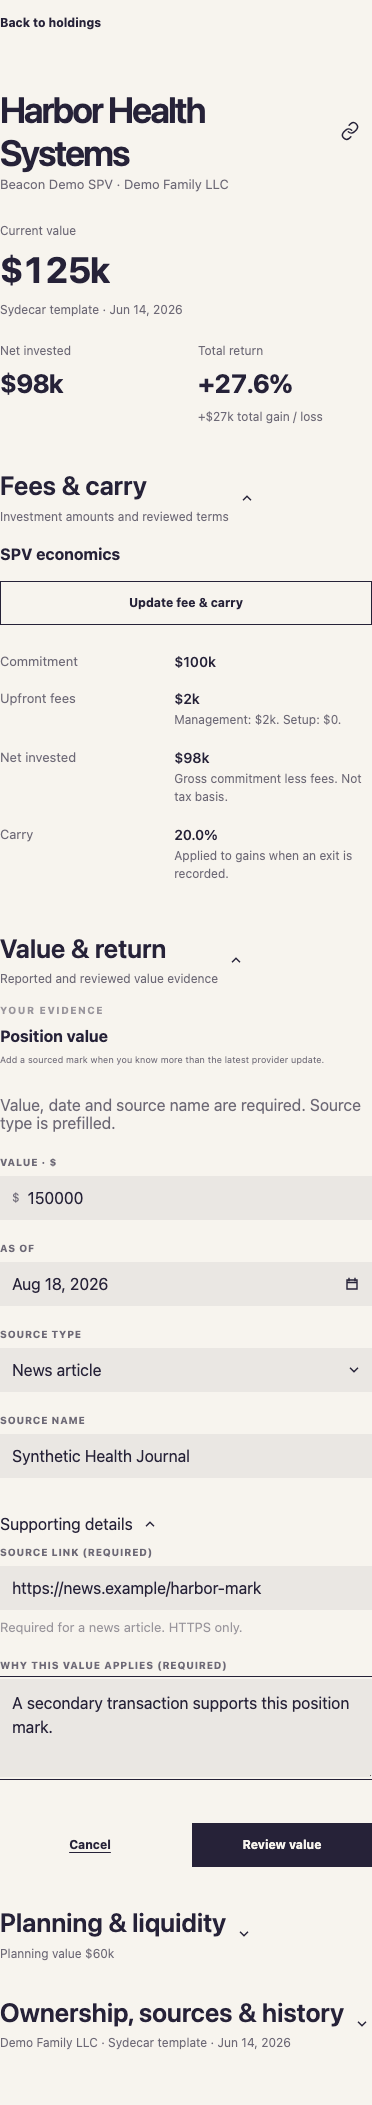 Back to holdings
Harbor Health
Systems
Beacon Demo SPV · Demo Family LLC
Current value
$125k
Sydecar template · Jun 14, 2026
Net invested
Total return
$98k
+27.6%
+$27k total gain / loss
Fees & carry
Investment amounts and reviewed terms
SPV economics
Update fee & carry
Commitment
$100k
Upfront fees
$2k
Management: $2k. Setup: $0.
Net invested
$98k
Gross commitment less fees. Not
tax basis.
Carry
20.0%
Applied to gains when an exit is
recorded.
Value & return
Reported and reviewed value evidence
YOUR EVIDENCE
Position value
Add a sourced mark when you know more than the latest provider update.
Value, date and source name are required. Source
type is prefilled.
VALUE · $
$ 150000
AS OF
Aug 18, 2026
SOURCE TYPE
News article
SOURCE NAME
Synthetic Health Journal
Supporting details
SOURCE LINK (REQUIRED)
https://news.example/harbor-mark
Required for a news article. HTTPS only.
WHY THIS VALUE APPLIES (REQUIRED)
A secondary transaction supports this position
mark.
Cancel
Review value
Planning & liquidity
Planning value $60k
Ownership, sources & history
Demo Family LLC · Sydecar template · Jun 14, 2026